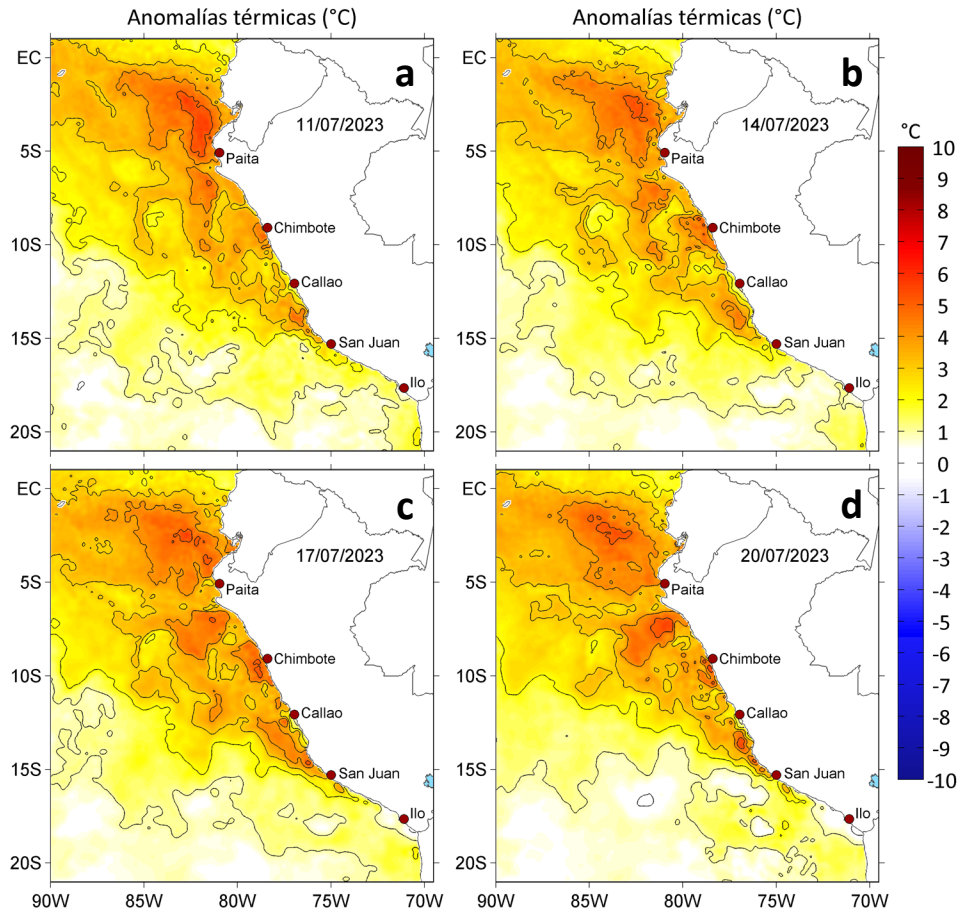 Anomalías térmicas (°C)
Anomalías térmicas (°C)
EC
5S
10S
15S
20S
a
11/07/2023
Paita
Chimbote
Callao
San Juan
Ilo
EC
5S
10S
15S
20S
b
14/07/2023
Paita
Chimbote
Callao
San Juan
Ilo
EC
5S
10S
15S
20S
c
17/07/2023
Paita
Chimbote
Callao
San Juan
Ilo
90W 85W 80W 75W 70W
EC
5S
10S
15S
20S
d
20/07/2023
Paita
Chimbote
Callao
San Juan
Ilo
90W 85W 80W 75W 70W
°C
10
9
8
7
6
5
4
3
2
1
0
-1
-2
-3
-4
-5
-6
-7
-8
-9
-10